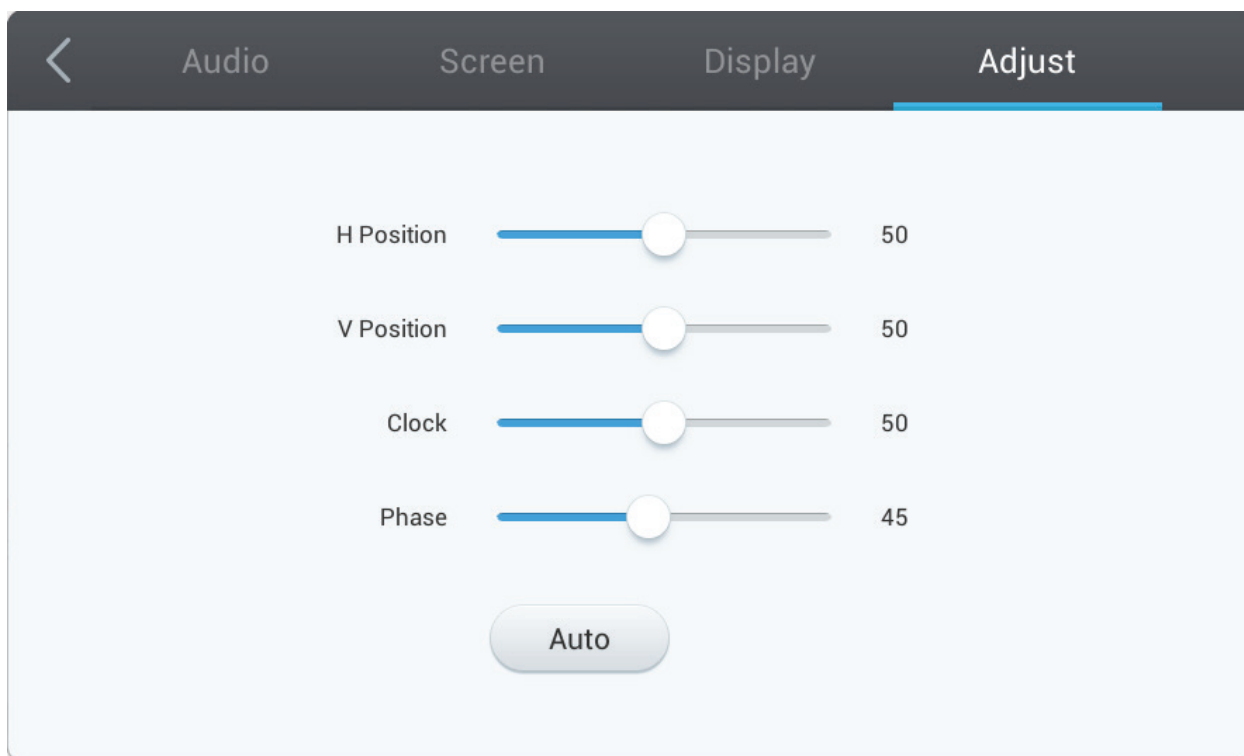 Audio Screen Display Adjust
H Position 50
V Position 50
Clock 50
Phase 45
Auto